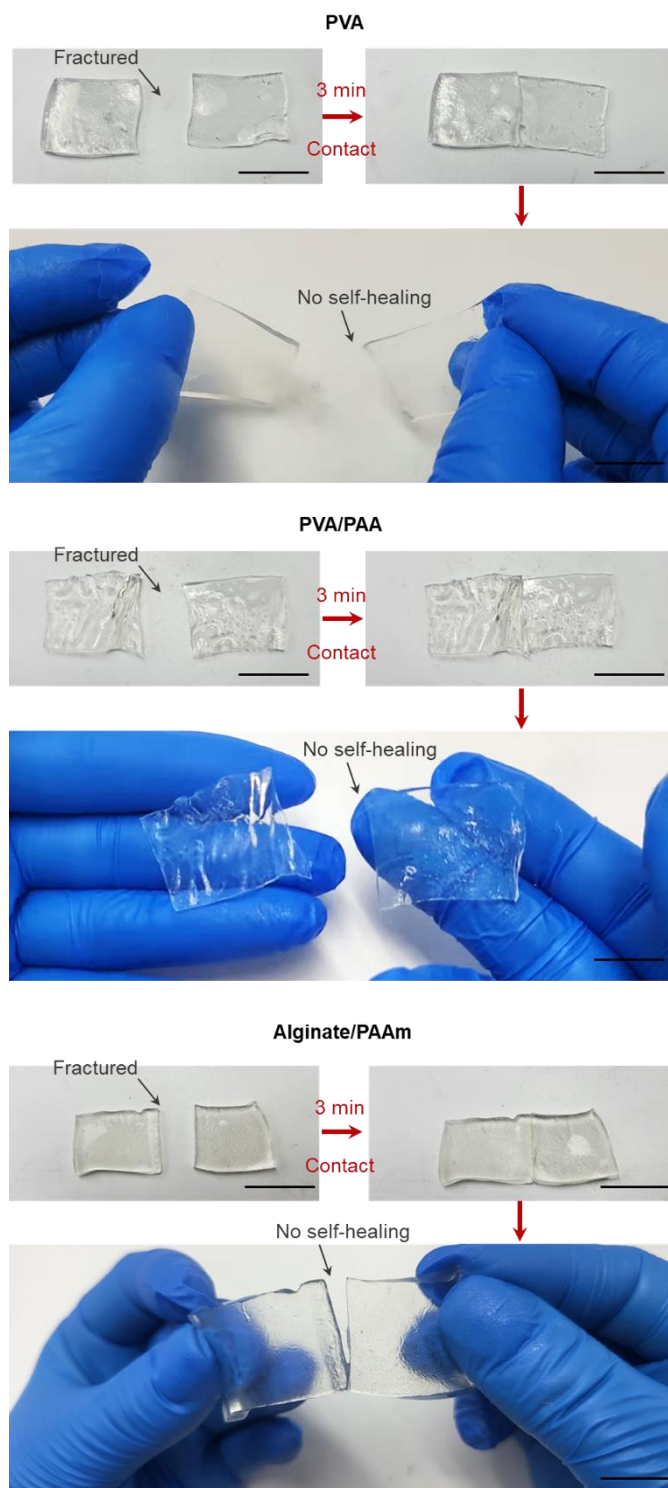 PVA
Fractured
3 min
Contact
No self-healing
PVA/PAA
Fractured
3 min
Contact
No self-healing
Alginate/PAAm
Fractured
3 min
Contact
No self-healing